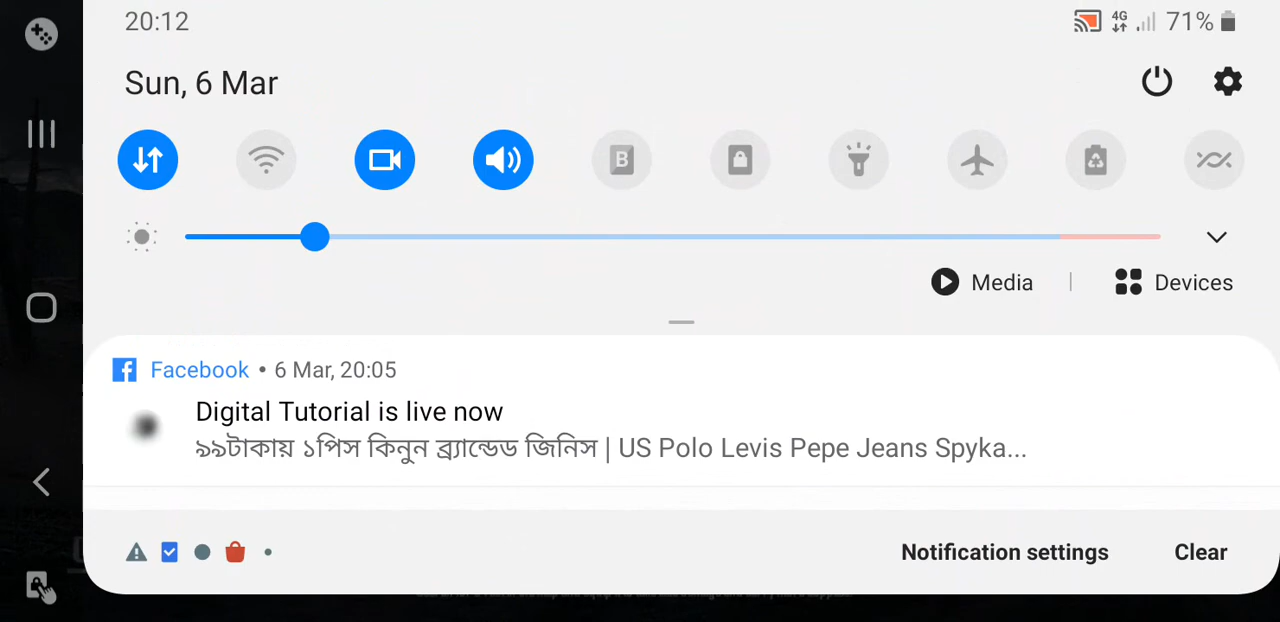 20:12
4G
71%
Sun, 6 Mar
B
Media | Devices
Facebook • 6 Mar, 20:05
Digital Tutorial is live now
৯৯টাকায় ১পিস কিনুন ব্র্যান্ডেড জিনিস | US Polo Levis Pepe Jeans Spyka...
Notification settings
Clear